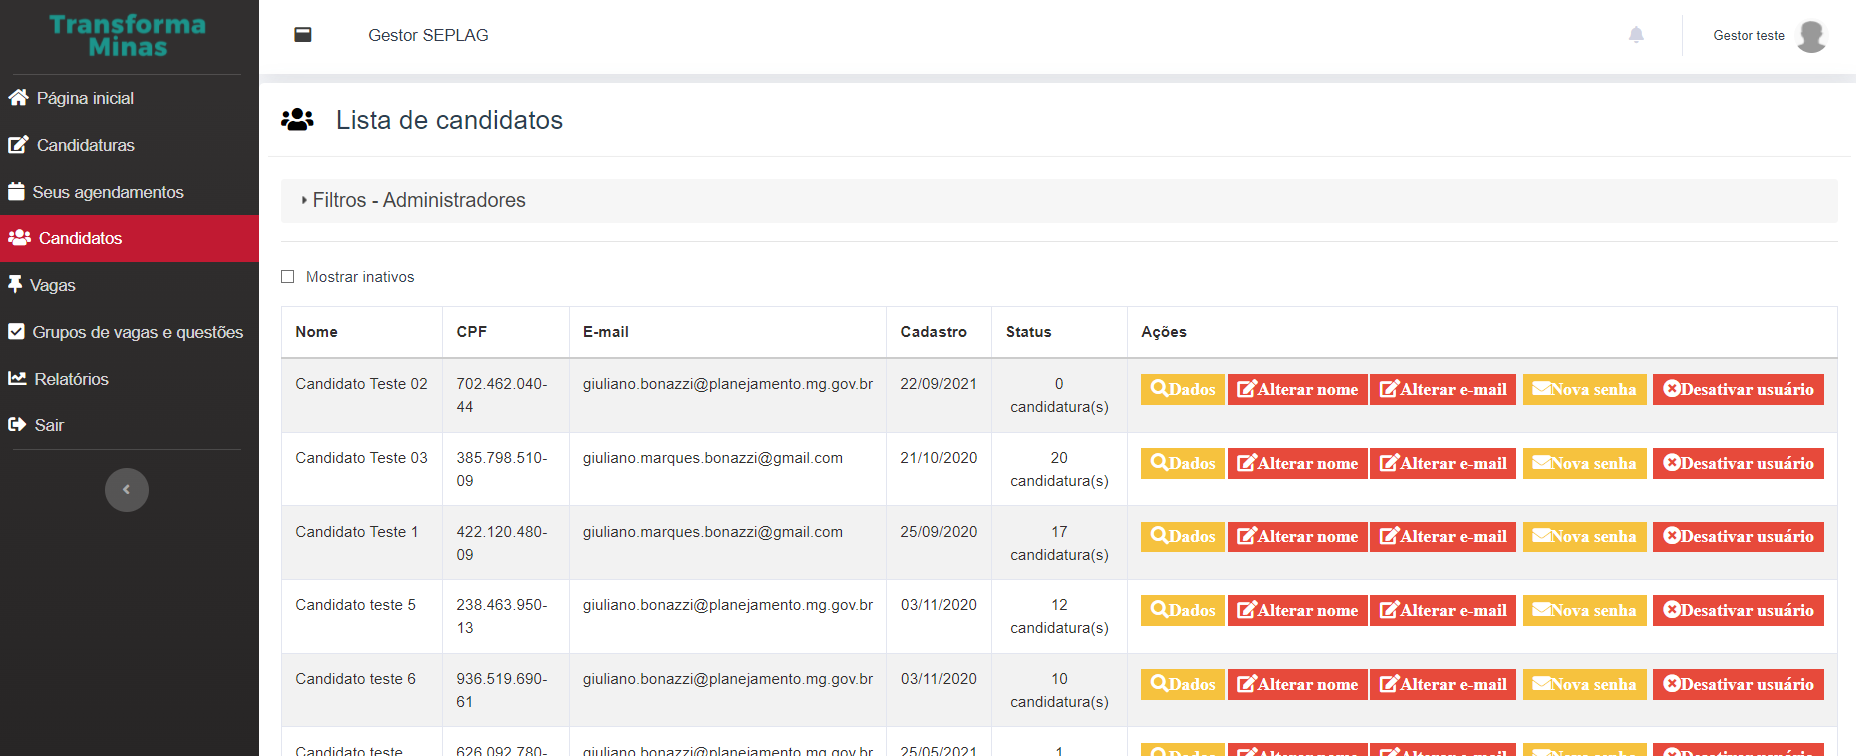 Transforma
Minas
Gestor SEPLAG
Gestor teste
Página inicial
Candidaturas
Seus agendamentos
Candidatos
Vagas
Grupos de vagas e questões
Relatórios
Sair
Lista de candidatos
Filtros - Administradores
Mostrar inativos
Nome CPF E-mail Cadastro Status Ações
Candidato Teste 02 702.462.040- giuliano.bonazzi@planejamento.mg.gov.br 22/09/2021 0 Dados Alterar nome Alterar e-mail Nova senha Desativar usuário
44 candidatura(s)
Candidato Teste 03 385.798.510- giuliano.marques.bonazzi@gmail.com 21/10/2020 20 Dados Alterar nome Alterar e-mail Nova senha Desativar usuário
09 candidatura(s)
Candidato Teste 1 422.120.480- giuliano.marques.bonazzi@gmail.com 25/09/2020 17 Dados Alterar nome Alterar e-mail Nova senha Desativar usuário
09 candidatura(s)
Candidato teste 5 238.463.950- giuliano.bonazzi@planejamento.mg.gov.br 03/11/2020 12 Dados Alterar nome Alterar e-mail Nova senha Desativar usuário
13 candidatura(s)
Candidato teste 6 936.519.690- giuliano.bonazzi@planejamento.mg.gov.br 03/11/2020 10 Dados Alterar nome Alterar e-mail Nova senha Desativar usuário
61 candidatura(s)
Candidato teste 626.092.780- giuliano.bonazzi@planejamento.mg.gov.br 25/05/2021 1 Dados Alterar nome Alterar e-mail Nova senha Desativar usuário